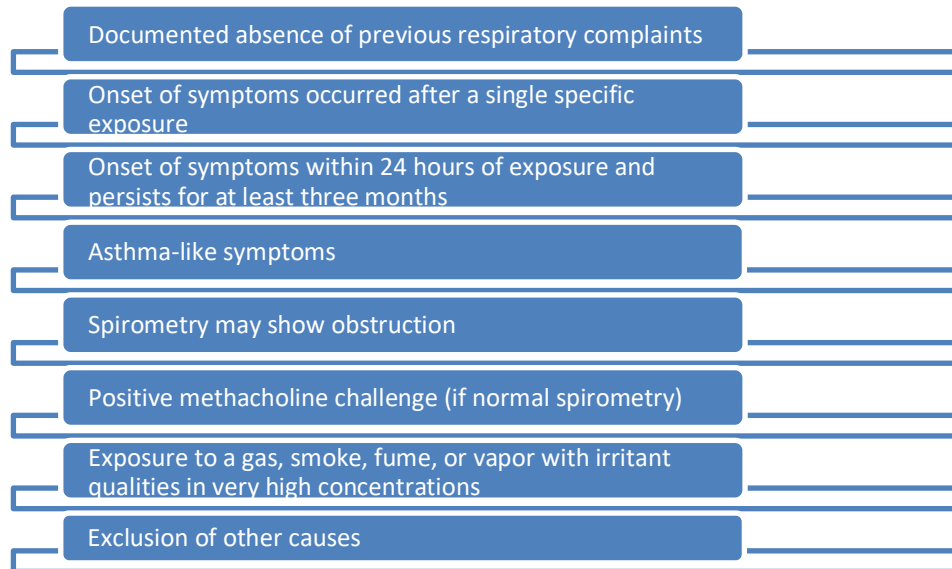 Documented absence of previous respiratory complaints
Onset of symptoms occurred after a single specific
exposure
Onset of symptoms within 24 hours of exposure and
persists for at least three months
Asthma-like symptoms
Spirometry may show obstruction
Positive methacholine challenge (if normal spirometry)
Exposure to a gas, smoke, fume, or vapor with irritant
qualities in very high concentrations
Exclusion of other causes